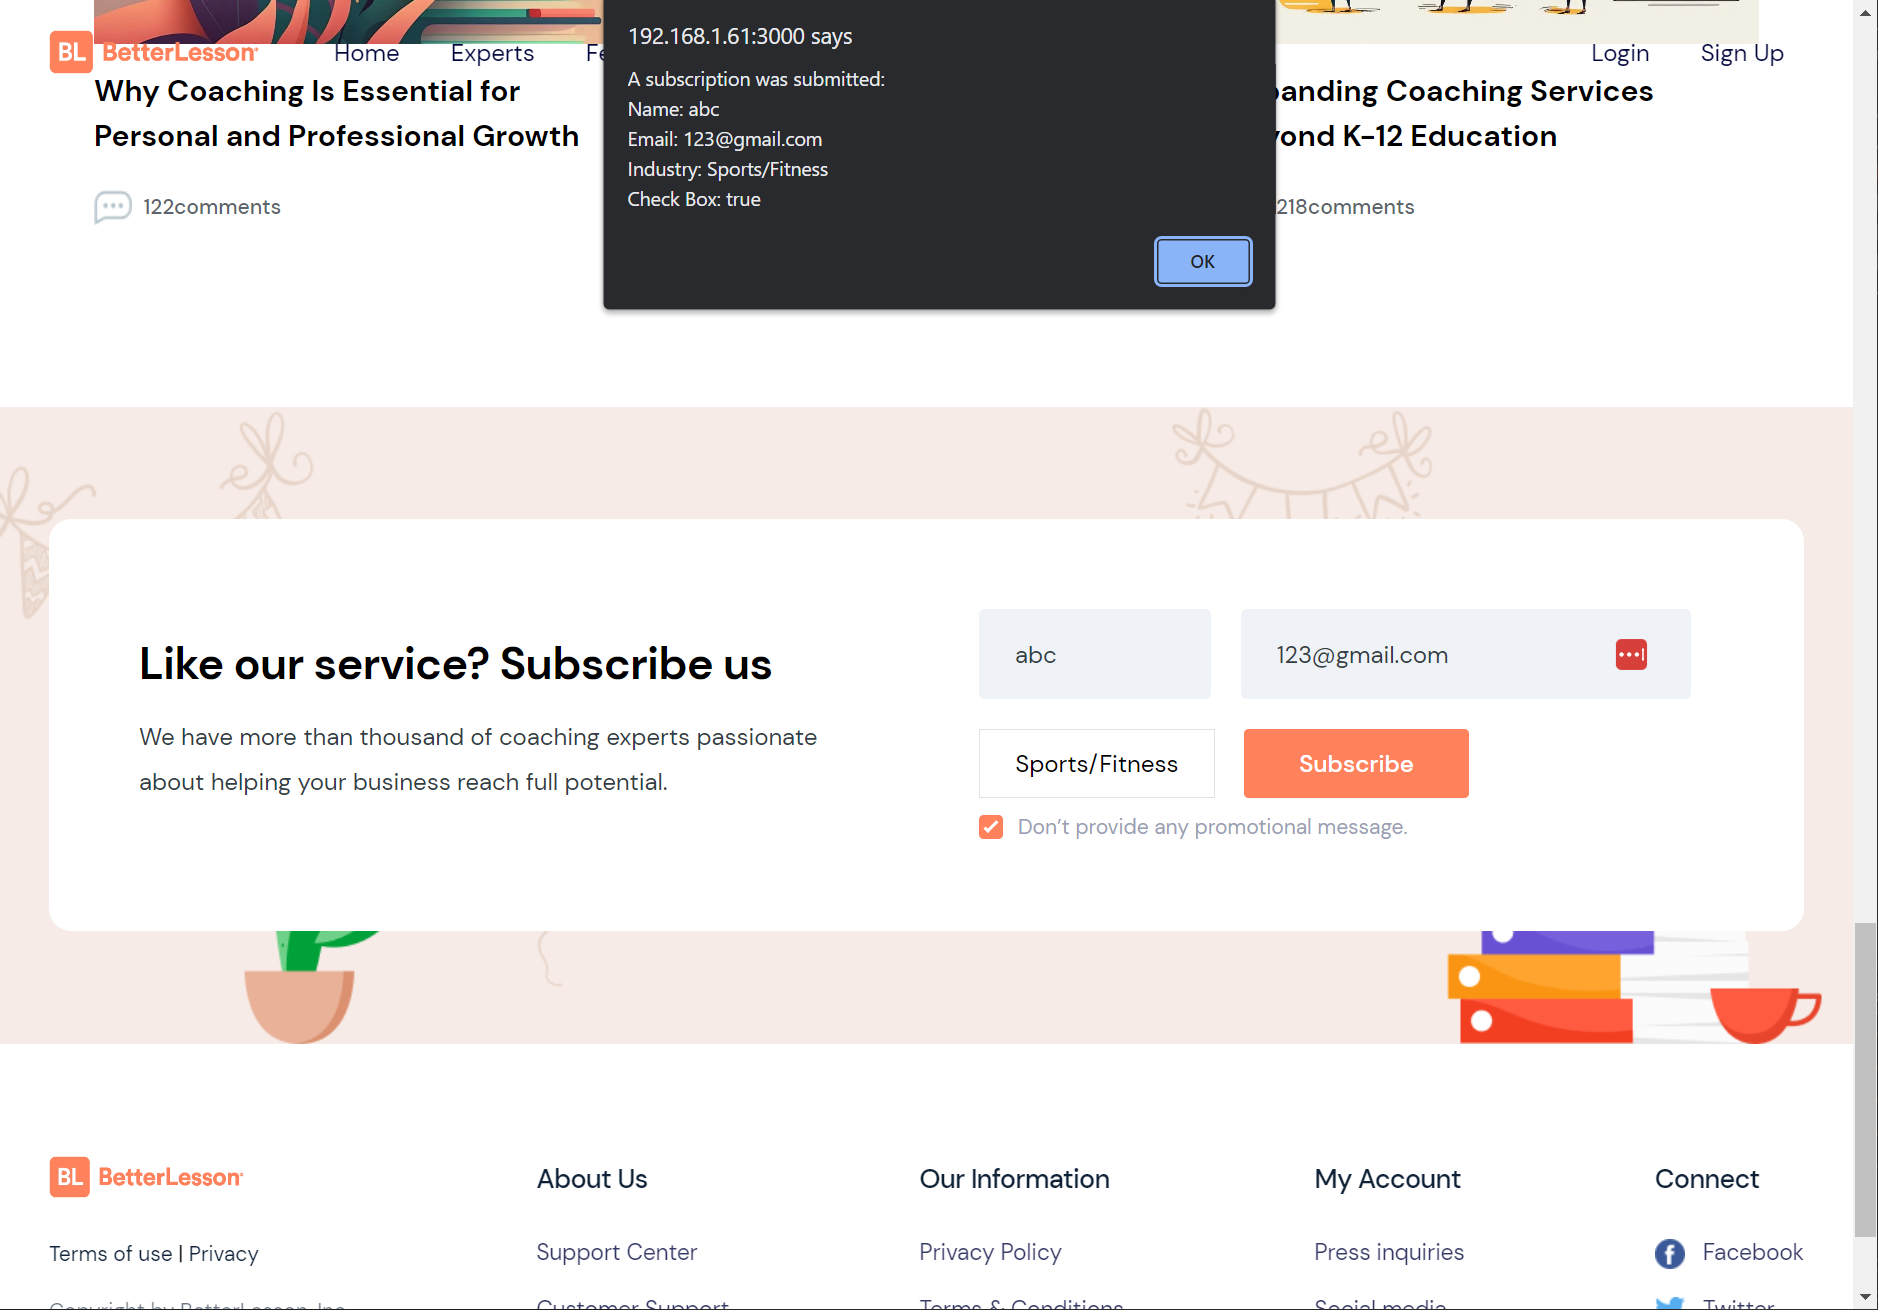 192.168.1.61:3000 says
A subscription was submitted:
Name: abc
Email: 123@gmail.com
Industry: Sports/Fitness
Check Box: true
OK
BL BetterLesson
Home Experts
Login Sign Up
Why Coaching Is Essential for
Personal and Professional Growth
122comments
anding Coaching Services
ond K-12 Education
218comments
Like our service? Subscribe us
We have more than thousand of coaching experts passionate
about helping your business reach full potential.
abc
123@gmail.com
Sports/Fitness
Subscribe
Don’t provide any promotional message.
BL BetterLesson
Terms of use | Privacy
Copyright by BetterLesson, Inc
About Us
Support Center
Customer Support
Our Information
Privacy Policy
Terms & Conditions
My Account
Press inquiries
Social media
Connect
Facebook
Twitter